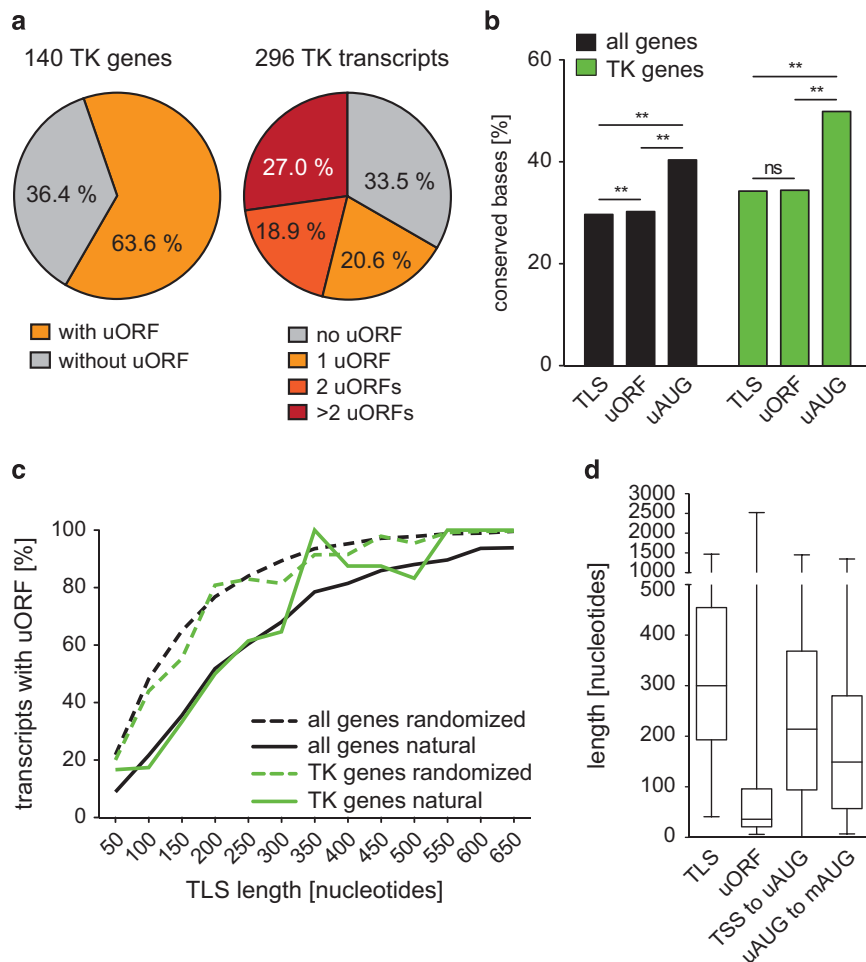 a
140 TK genes
296 TK transcripts
36.4 %
63.6 %
27.0 %
33.5 %
18.9 %
20.6 %
with uORF
without uORF
no uORF
1 uORF
2 uORFs
>2 uORFs
b
all genes
TK genes
conserved bases [%]
60
40
20
0
**
**
**
**
**
ns
TLS
uORF
uAUG
TLS
uORF
uAUG
c
transcripts with uORF [%]
100
80
60
40
20
0
all genes randomized
all genes natural
TK genes randomized
TK genes natural
50
100
150
200
250
300
350
400
450
500
550
600
650
TLS length [nucleotides]
d
length [nucleotides]
3000
2500
2000
1500
1000
500
400
300
200
100
0
TLS
uORF
TSS to uAUG
uAUG to mAUG